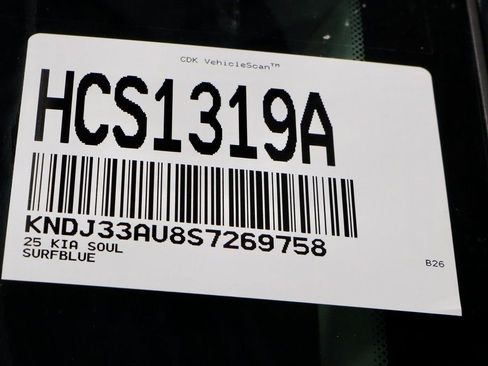 CDK VehicleScan™
HCS1319A
KNDJ33AU8S7269758
25 KIA SOUL
SURFBLUE
B26